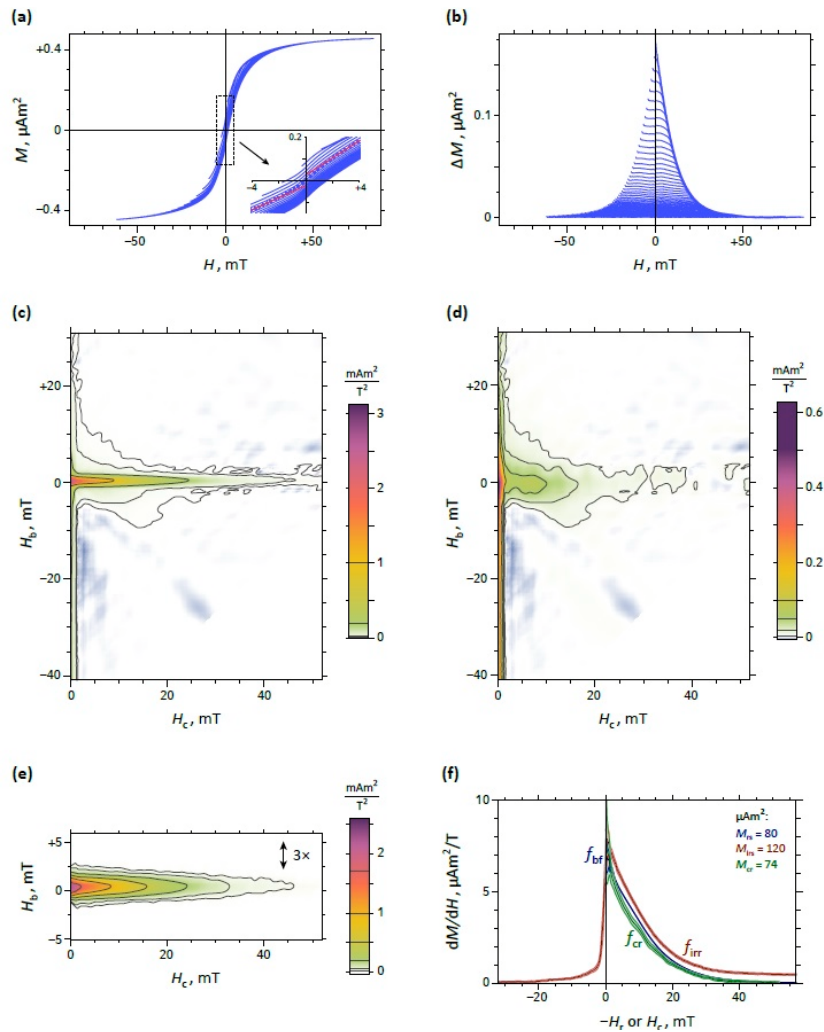 (a)
+0.4
0
−0.4
M, μAm²
−50
0
+50
H, mT
0.2
−4
+4
(b)
0.1
0
ΔM, μAm²
−50
0
+50
H, mT
(c)
+20
0
−20
−40
H_b, mT
0
20
40
H_c, mT
mAm²
T²
3
2
1
0
(d)
+20
0
−20
−40
H_b, mT
0
20
40
H_c, mT
mAm²
T²
0.6
0.4
0.2
0
(e)
+5
0
−5
H_b, mT
3×
0
20
40
H_c, mT
mAm²
T²
2
1
0
(f)
10
5
0
dM/dH, μAm²/T
μAm²:
M_rs = 80
M_irs = 120
M_cr = 74
f_bf
f_cr
f_irr
−20
0
20
40
−H_r or H_c, mT